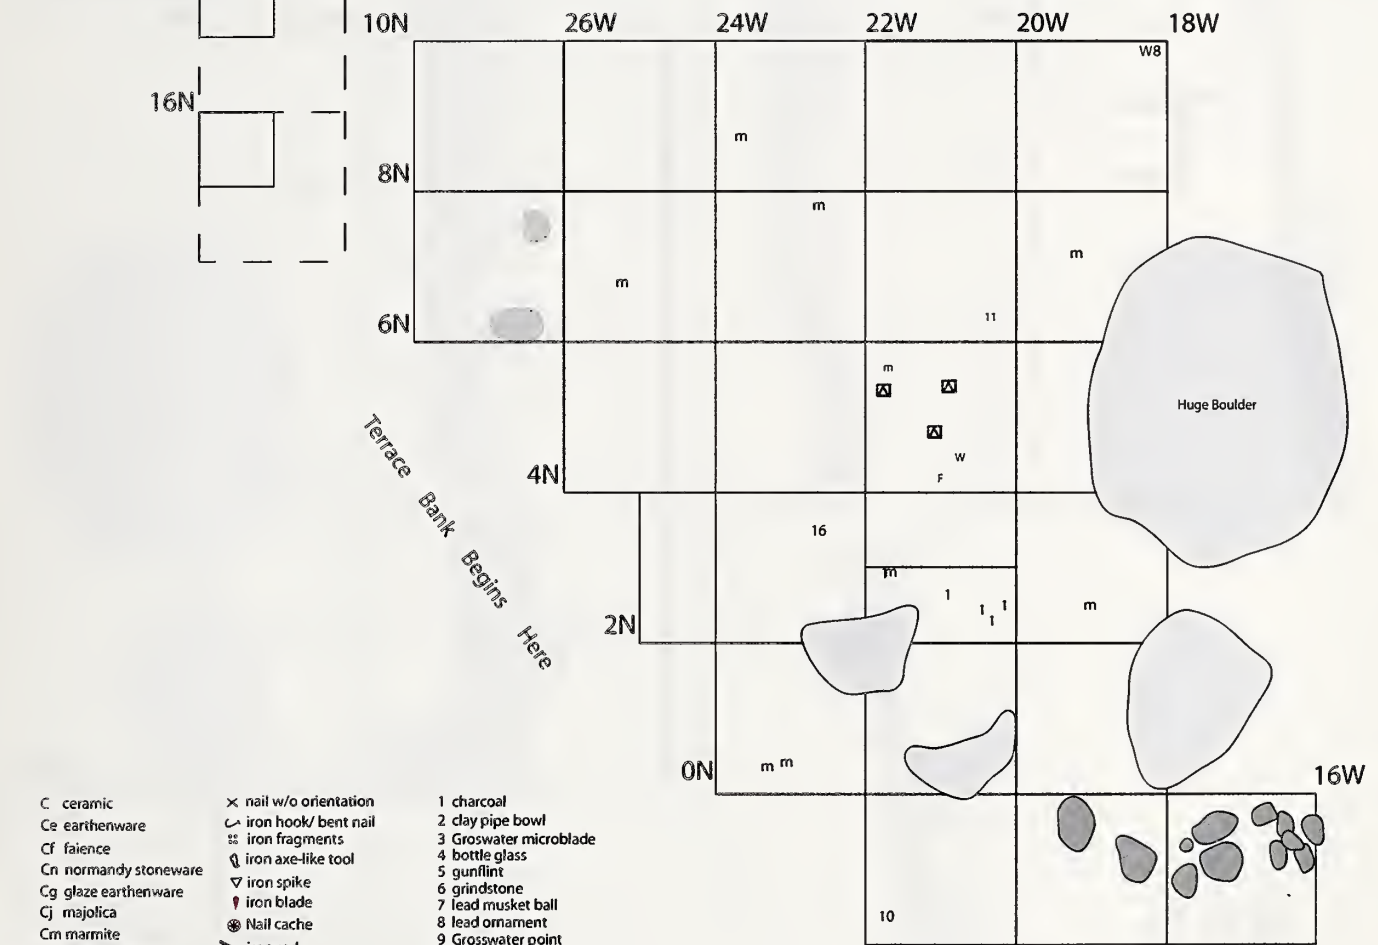 10N 26W 24W 22W 20W 18W
W8
16N
m
8N
m
m
m
11
6N
m
Huge Boulder
W
F
Terrace Bank Begins Here
4N
16
m
1 1 1 1
m
2N
m m
0N
16W
10
C ceramic
Ce earthenware
Cf faience
Cn normandy stoneware
Cg glaze earthenware
Cj majolica
Cm marmite
nail w/o orientation
iron hook/ bent nail
iron fragments
iron axe-like tool
iron spike
iron blade
Nail cache
1 charcoal
2 clay pipe bowl
3 Groswater microblade
4 bottle glass
5 gunflint
6 grindstone
7 lead musket ball
8 lead ornament
9 Grosswater point